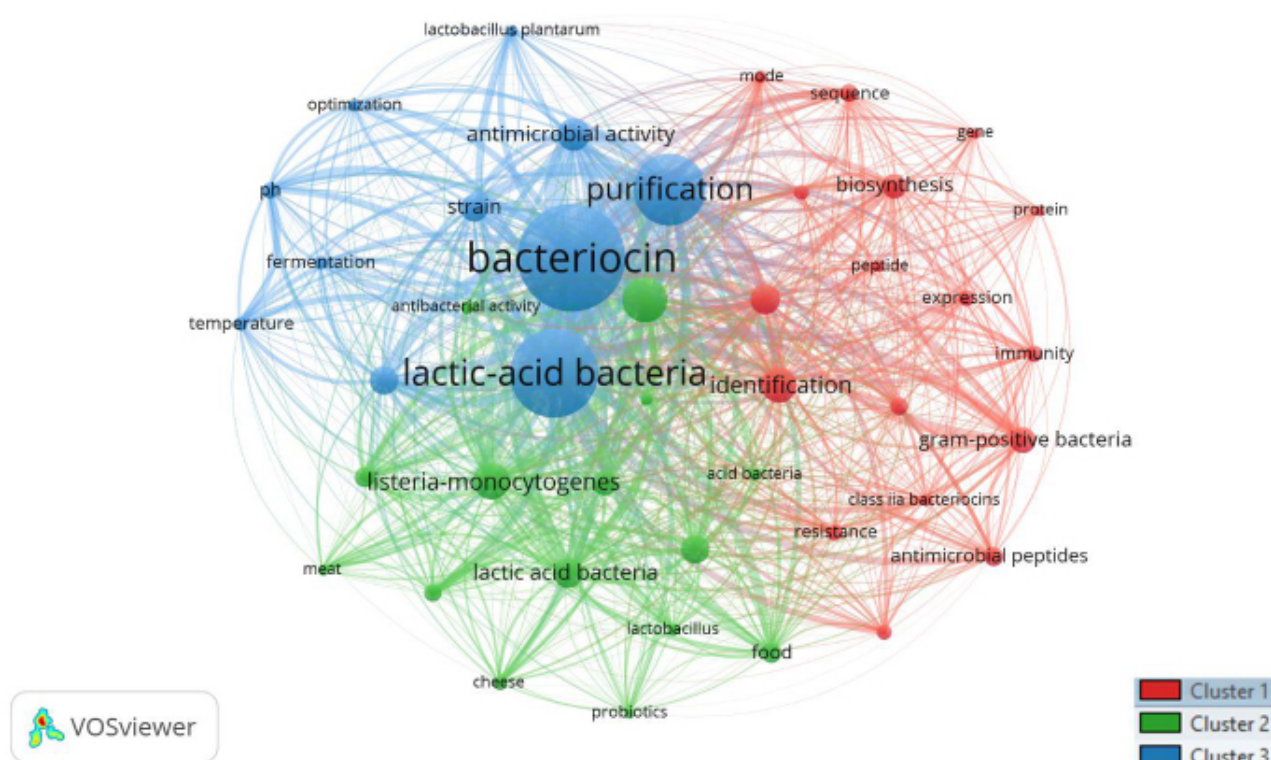 lactobacillus plantarum
mode
sequence
optimization
gene
antimicrobial activity
purification
biosynthesis
ph
strain
protein
bacteriocin
fermentation
peptide
expression
antibacterial activity
temperature
immunity
lactic-acid bacteria
identification
gram-positive bacteria
acid bacteria
listeria-monocytogenes
class iia bacteriocins
resistance
antimicrobial peptides
meat
lactic acid bacteria
lactobacillus
food
cheese
probiotics
VOSviewer
Cluster 1
Cluster 2
Cluster 3